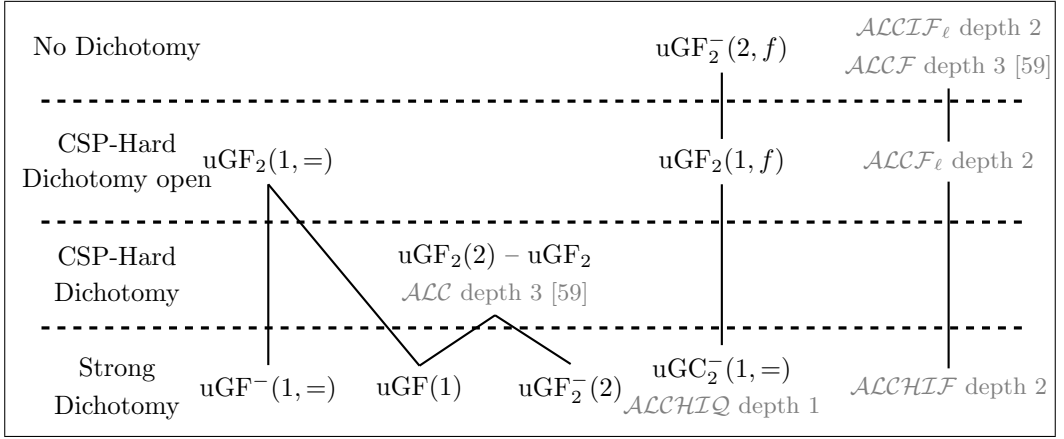 No Dichotomy
uGF₂⁻(2, f)
ALCIF_ℓ depth 2
ALCF depth 3 [59]
CSP-Hard
Dichotomy open
uGF₂(1, =)
uGF₂(1, f)
ALCF_ℓ depth 2
CSP-Hard
Dichotomy
uGF₂(2) – uGF₂
ALC depth 3 [59]
Strong
Dichotomy
uGF⁻(1, =)
uGF(1)
uGF₂⁻(2)
uGC₂⁻(1, =)
ALCHIQ depth 1
ALCHIF depth 2